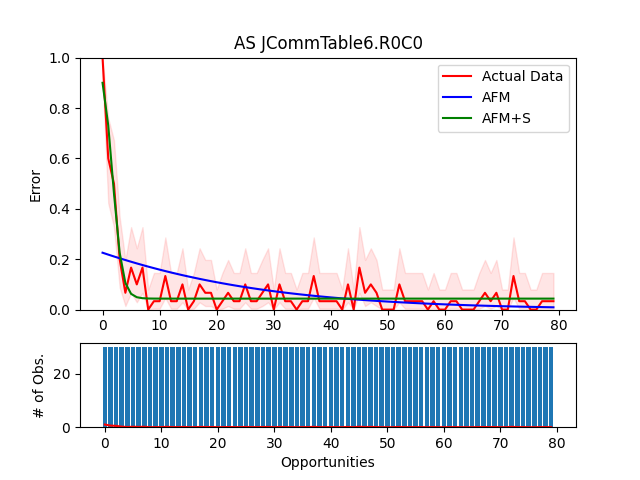 AS JCommTable6.R0C0
1.0
0.8
0.6
0.4
0.2
0.0
Error
Actual Data
AFM
AFM+S
0 10 20 30 40 50 60 70 80
20
0
# of Obs.
0 10 20 30 40 50 60 70 80
Opportunities